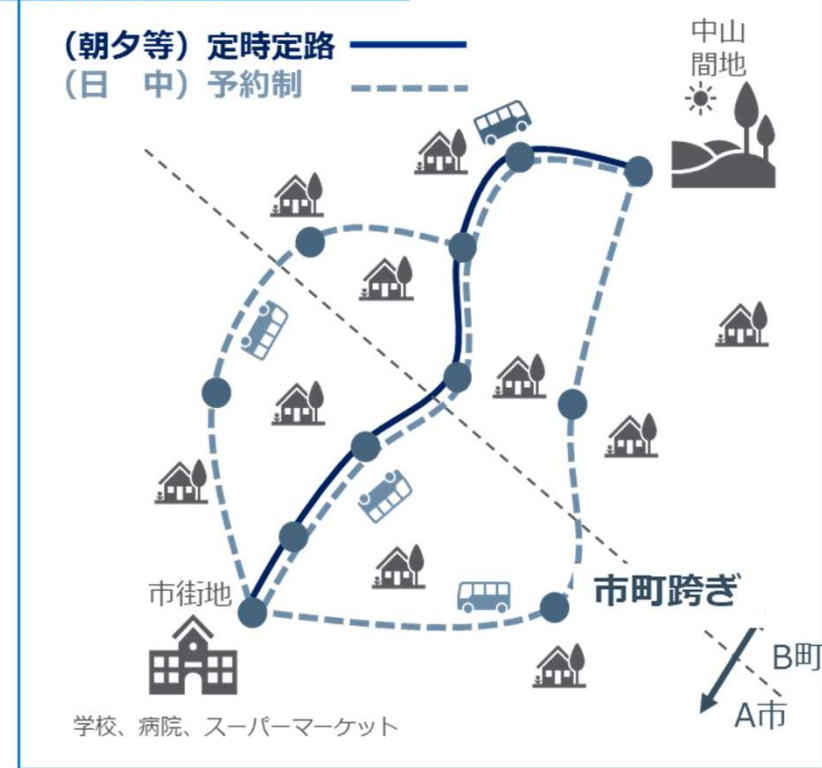 （朝夕等）定時定路
（日　中）予約制
中山
間地
市街地
市町跨ぎ
B町
A市
学校、病院、スーパーマーケット